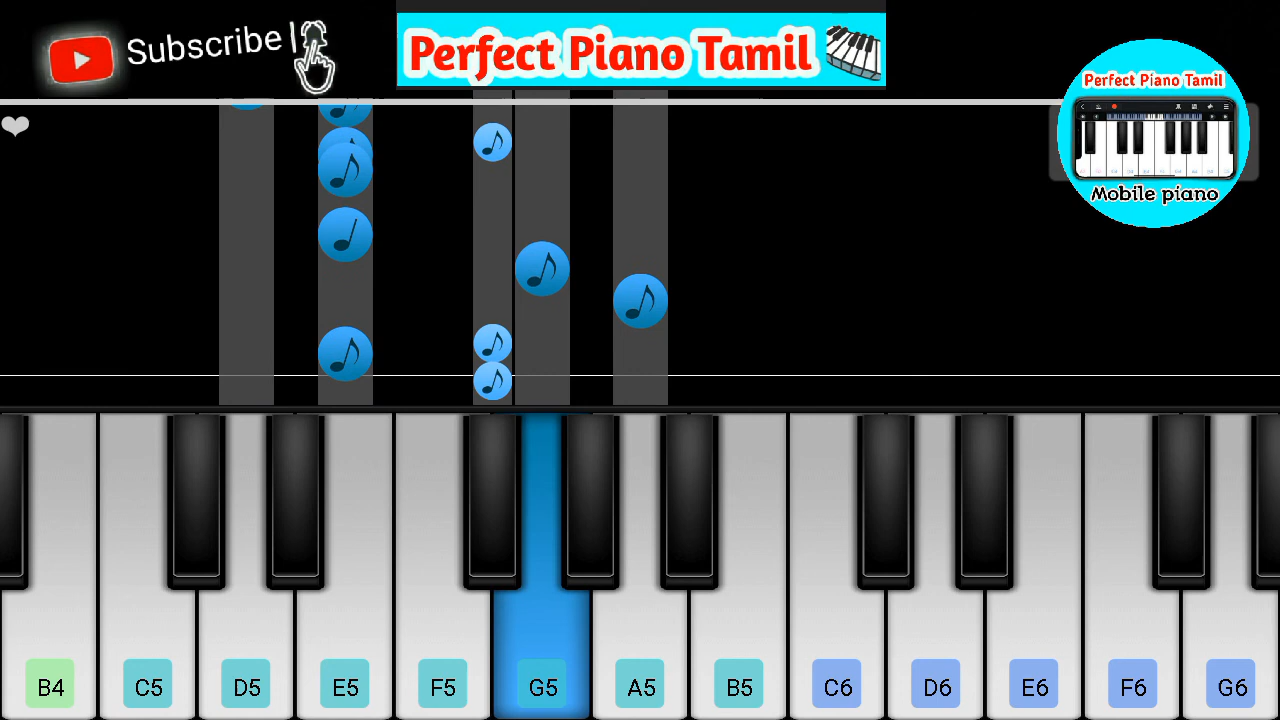 Subscribe
Perfect Piano Tamil
Perfect Piano Tamil
Mobile piano
B4
C5
D5
E5
F5
G5
A5
B5
C6
D6
E6
F6
G6